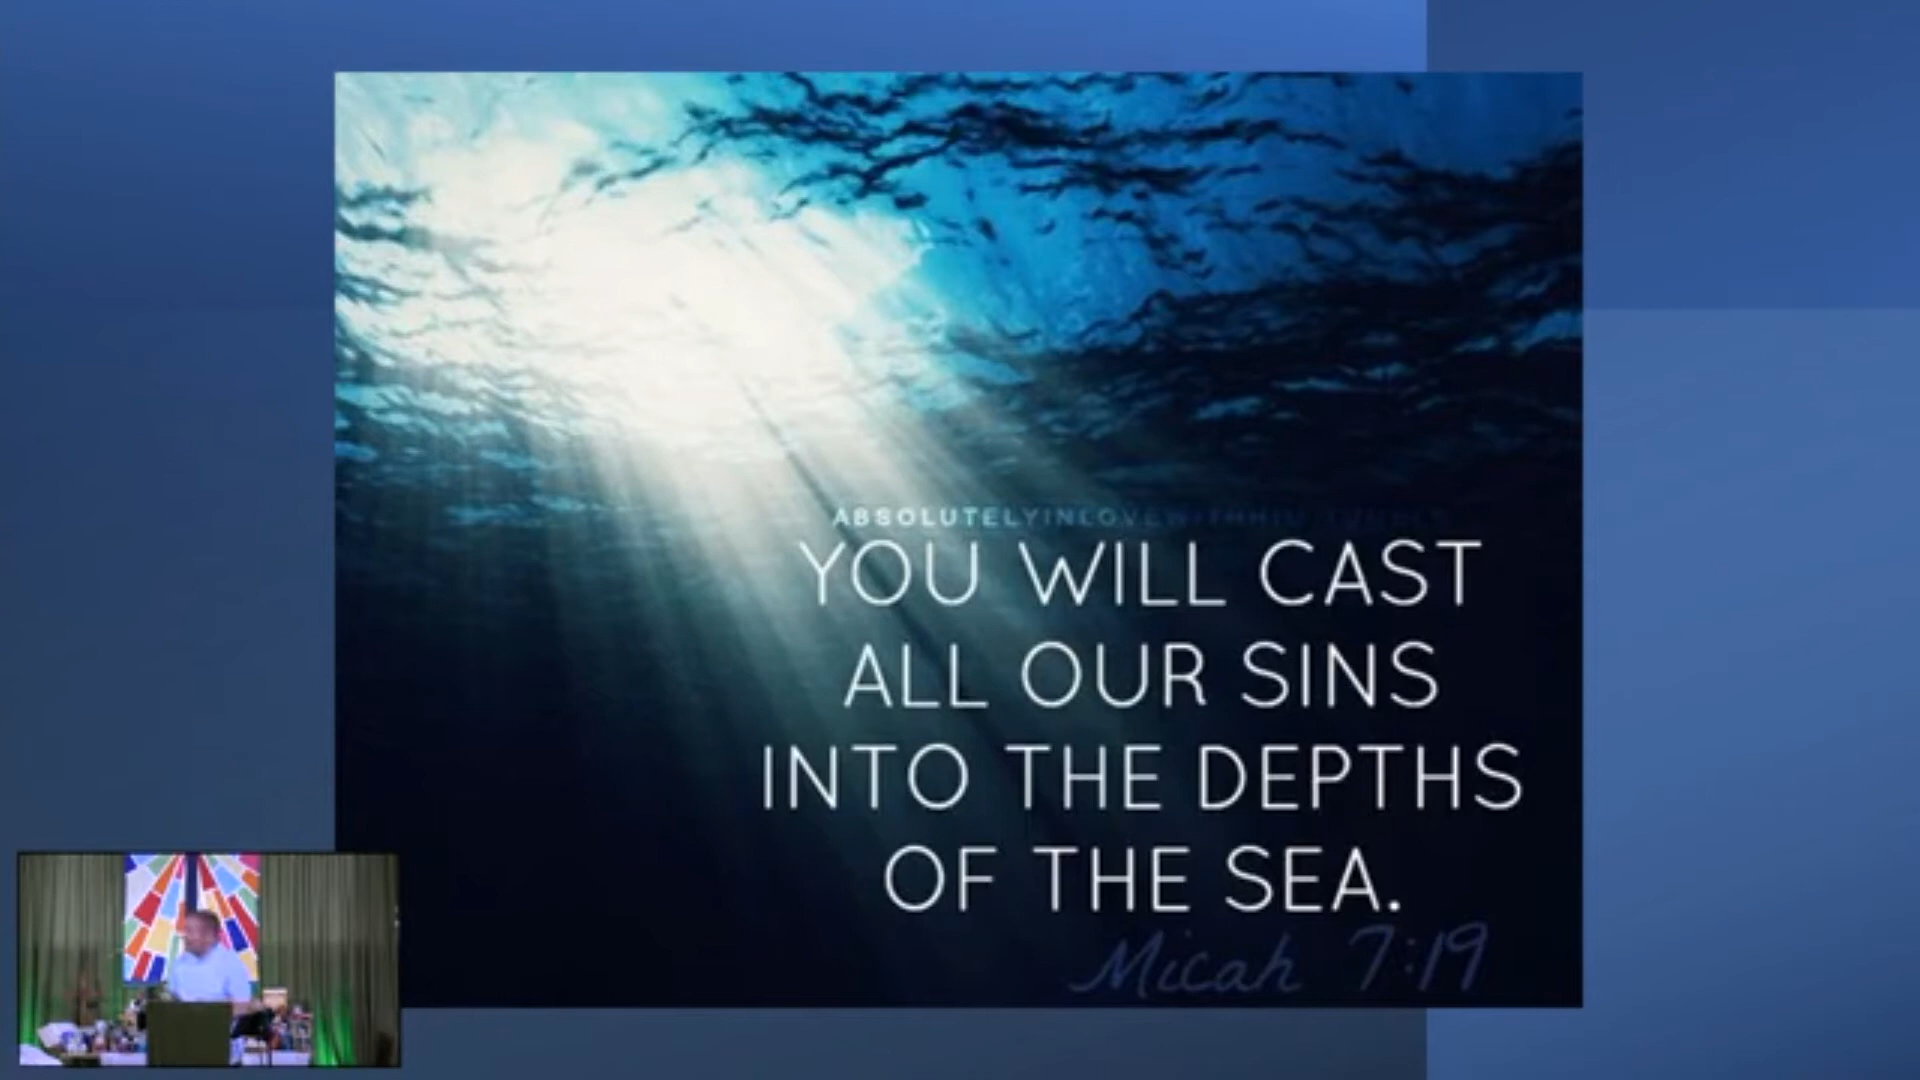 YOU WILL CAST
ALL OUR SINS
INTO THE DEPTHS
OF THE SEA.
Micah 7:19